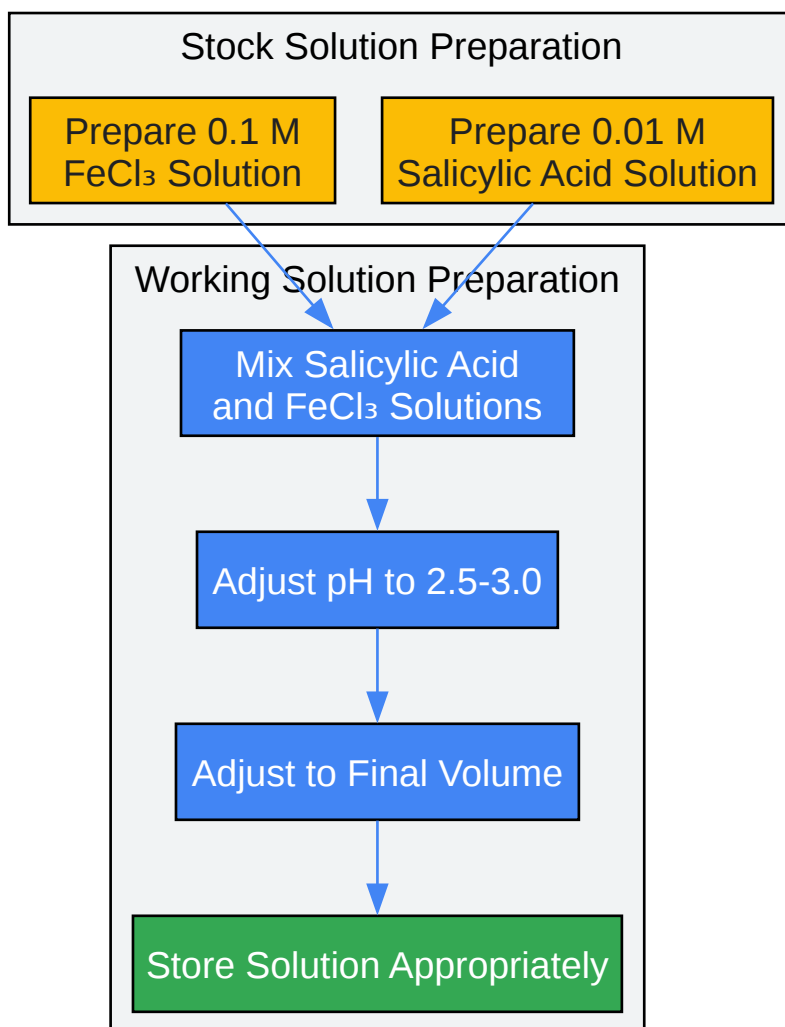 Stock Solution Preparation
Prepare 0.1 M
FeCl₃ Solution
Prepare 0.01 M
Salicylic Acid Solution
Working Solution Preparation
Mix Salicylic Acid
and FeCl₃ Solutions
Adjust pH to 2.5-3.0
Adjust to Final Volume
Store Solution Appropriately